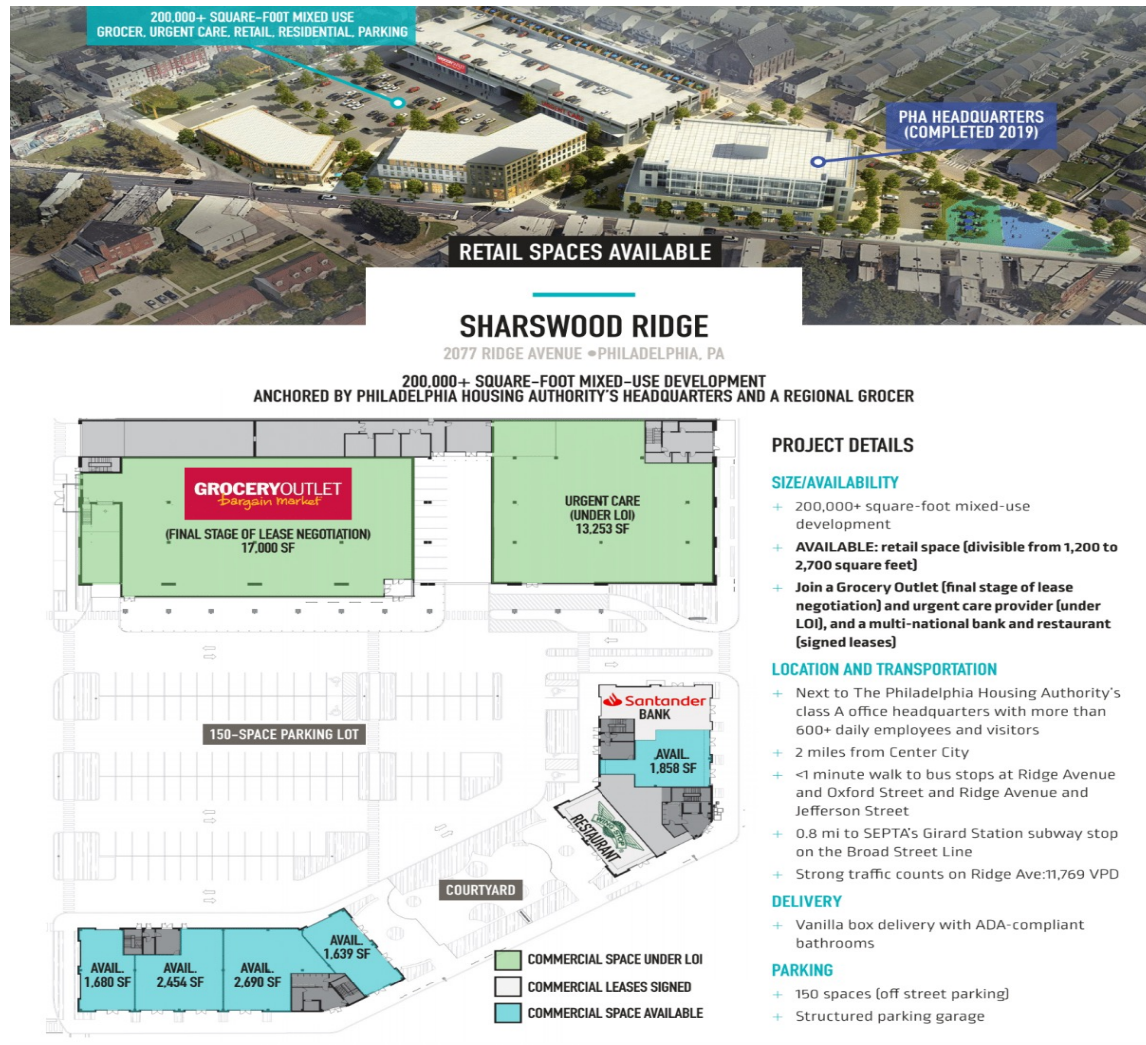 200,000+ SQUARE-FOOT MIXED USE
GROCER, URGENT CARE, RETAIL, RESIDENTIAL, PARKING
PHA HEADQUARTERS
(COMPLETED 2019)
RETAIL SPACES AVAILABLE
SHARSWOOD RIDGE
2077 RIDGE AVENUE •PHILADELPHIA, PA
200,000+ SQUARE-FOOT MIXED-USE DEVELOPMENT
ANCHORED BY PHILADELPHIA HOUSING AUTHORITY'S HEADQUARTERS AND A REGIONAL GROCER
GROCERYOUTLET
bargain market
(FINAL STAGE OF LEASE NEGOTIATION)
17,000 SF
URGENT CARE
(UNDER LOI)
13,253 SF
150-SPACE PARKING LOT
Santander
BANK
AVAIL.
1,858 SF
WING STOP
RESTAURANT
COURTYARD
AVAIL.
1,680 SF
AVAIL.
2,454 SF
AVAIL.
2,690 SF
AVAIL.
1,639 SF
COMMERCIAL SPACE UNDER LOI
COMMERCIAL LEASES SIGNED
COMMERCIAL SPACE AVAILABLE
PROJECT DETAILS
SIZE/AVAILABILITY
+ 200,000+ square-foot mixed-use
development
+ AVAILABLE: retail space (divisible from 1,200 to
2,700 square feet)
+ Join a Grocery Outlet (final stage of lease
negotiation) and urgent care provider (under
LOI), and a multi-national bank and restaurant
(signed leases)
LOCATION AND TRANSPORTATION
+ Next to The Philadelphia Housing Authority's
class A office headquarters with more than
600+ daily employees and visitors
+ 2 miles from Center City
+ <1 minute walk to bus stops at Ridge Avenue
and Oxford Street and Ridge Avenue and
Jefferson Street
+ 0.8 mi to SEPTA's Girard Station subway stop
on the Broad Street Line
+ Strong traffic counts on Ridge Ave:11,769 VPD
DELIVERY
+ Vanilla box delivery with ADA-compliant
bathrooms
PARKING
+ 150 spaces (off street parking)
+ Structured parking garage